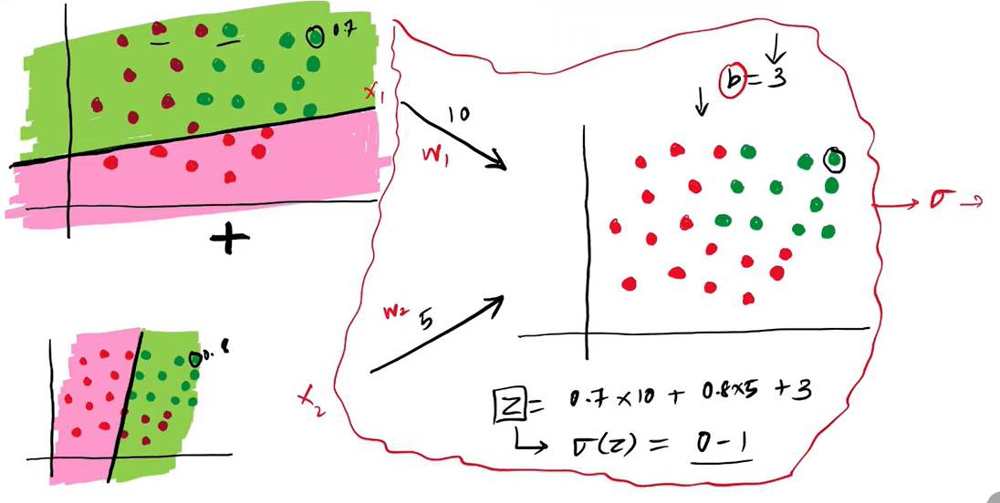 0.7
b = 3
x1
10
w1
σ
+
w2
5
0.8
x2
z = 0.7 × 10 + 0.8 × 5 + 3
σ(z) = 0 - 1